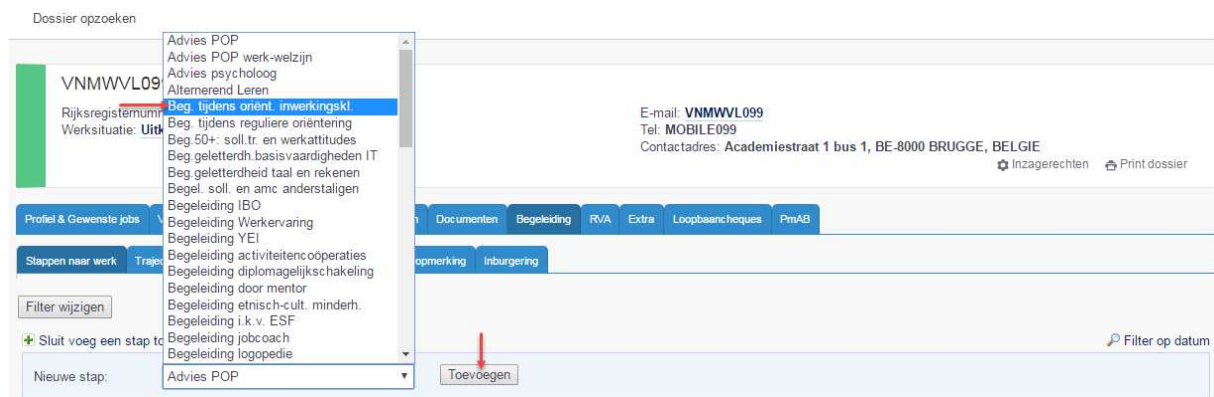 Dossier opzoeken
Advies POP
Advies POP werk-welzijn
Advies psycholoog
Alternerend Leren
Beg. tijdens oriënt. inwerkingskl.
Beg. tijdens reguliere oriëntering
Beg.50+: soll.tr. en werkattitudes
Beg.geletterdh.basisvaardigheden IT
Beg.geletterdheid taal en rekenen
Begel. soll. en amc anderstaligen
Begeleiding IBO
Begeleiding Werkervaring
Begeleiding YEI
Begeleiding activiteitencoöperaties
Begeleiding diplomagelijkschakeling
Begeleiding door mentor
Begeleiding etnisch-cult. minderh.
Begeleiding i.k.v. ESF
Begeleiding jobcoach
Begeleiding logopedie
VNMWVL09
Rijksregisternum
Werksituatie: Uitk
E-mail: VNMWVL099
Tel: MOBILE099
Contactadres: Academiestraat 1 bus 1, BE-8000 BRUGGE, BELGIE
Inzagerechten Print dossier
Profiel & Gewenste jobs V n Documenten Begeleiding RVA Extra Loopbaancheques PmAB
Stappen naar werk Trajec opmerking Inburgering
Filter wijzigen
Sluit voeg een stap to Filter op datum
Nieuwe stap: Advies POP Toevoegen